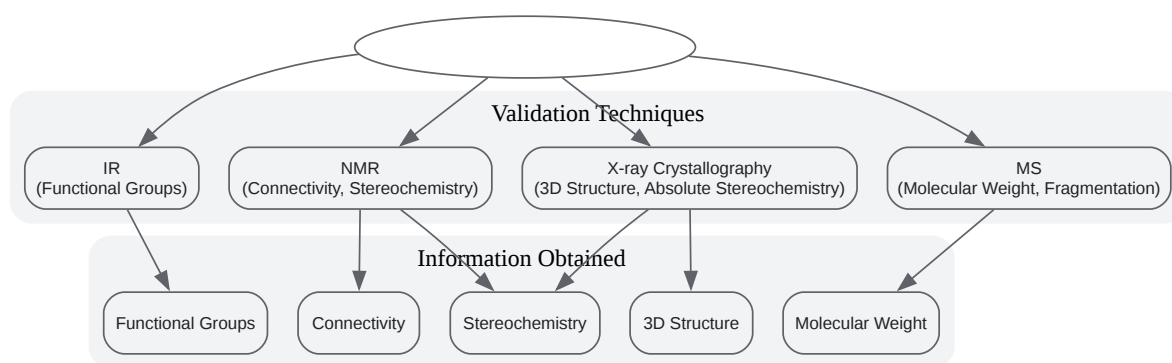 Validation Techniques
IR
(Functional Groups)
NMR
(Connectivity, Stereochemistry)
X-ray Crystallography
(3D Structure, Absolute Stereochemistry)
MS
(Molecular Weight, Fragmentation)
Information Obtained
Functional Groups
Connectivity
Stereochemistry
3D Structure
Molecular Weight